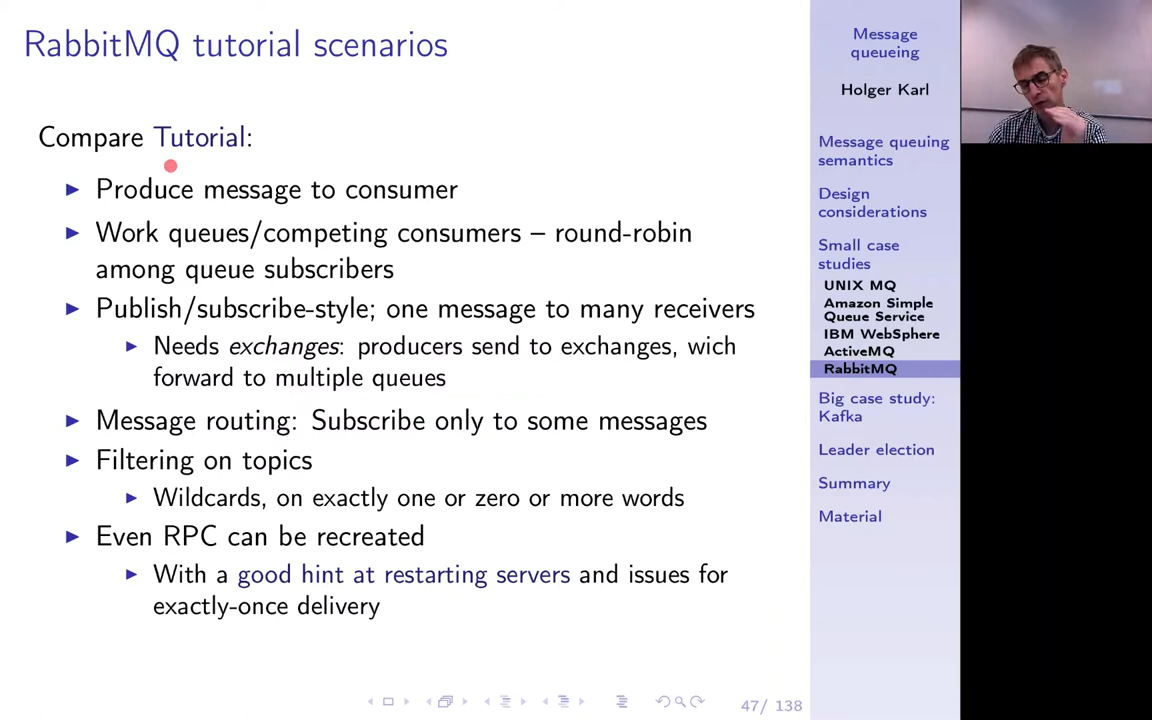 RabbitMQ tutorial scenarios
Compare Tutorial:
Produce message to consumer
Work queues/competing consumers – round-robin
among queue subscribers
Publish/subscribe-style; one message to many receivers
Needs exchanges: producers send to exchanges, wich
forward to multiple queues
Message routing: Subscribe only to some messages
Filtering on topics
Wildcards, on exactly one or zero or more words
Even RPC can be recreated
With a good hint at restarting servers and issues for
exactly-once delivery
47/ 138
Message
queueing
Holger Karl
Message queuing
semantics
Design
considerations
Small case
studies
UNIX MQ
Amazon Simple
Queue Service
IBM WebSphere
ActiveMQ
RabbitMQ
Big case study:
Kafka
Leader election
Summary
Material